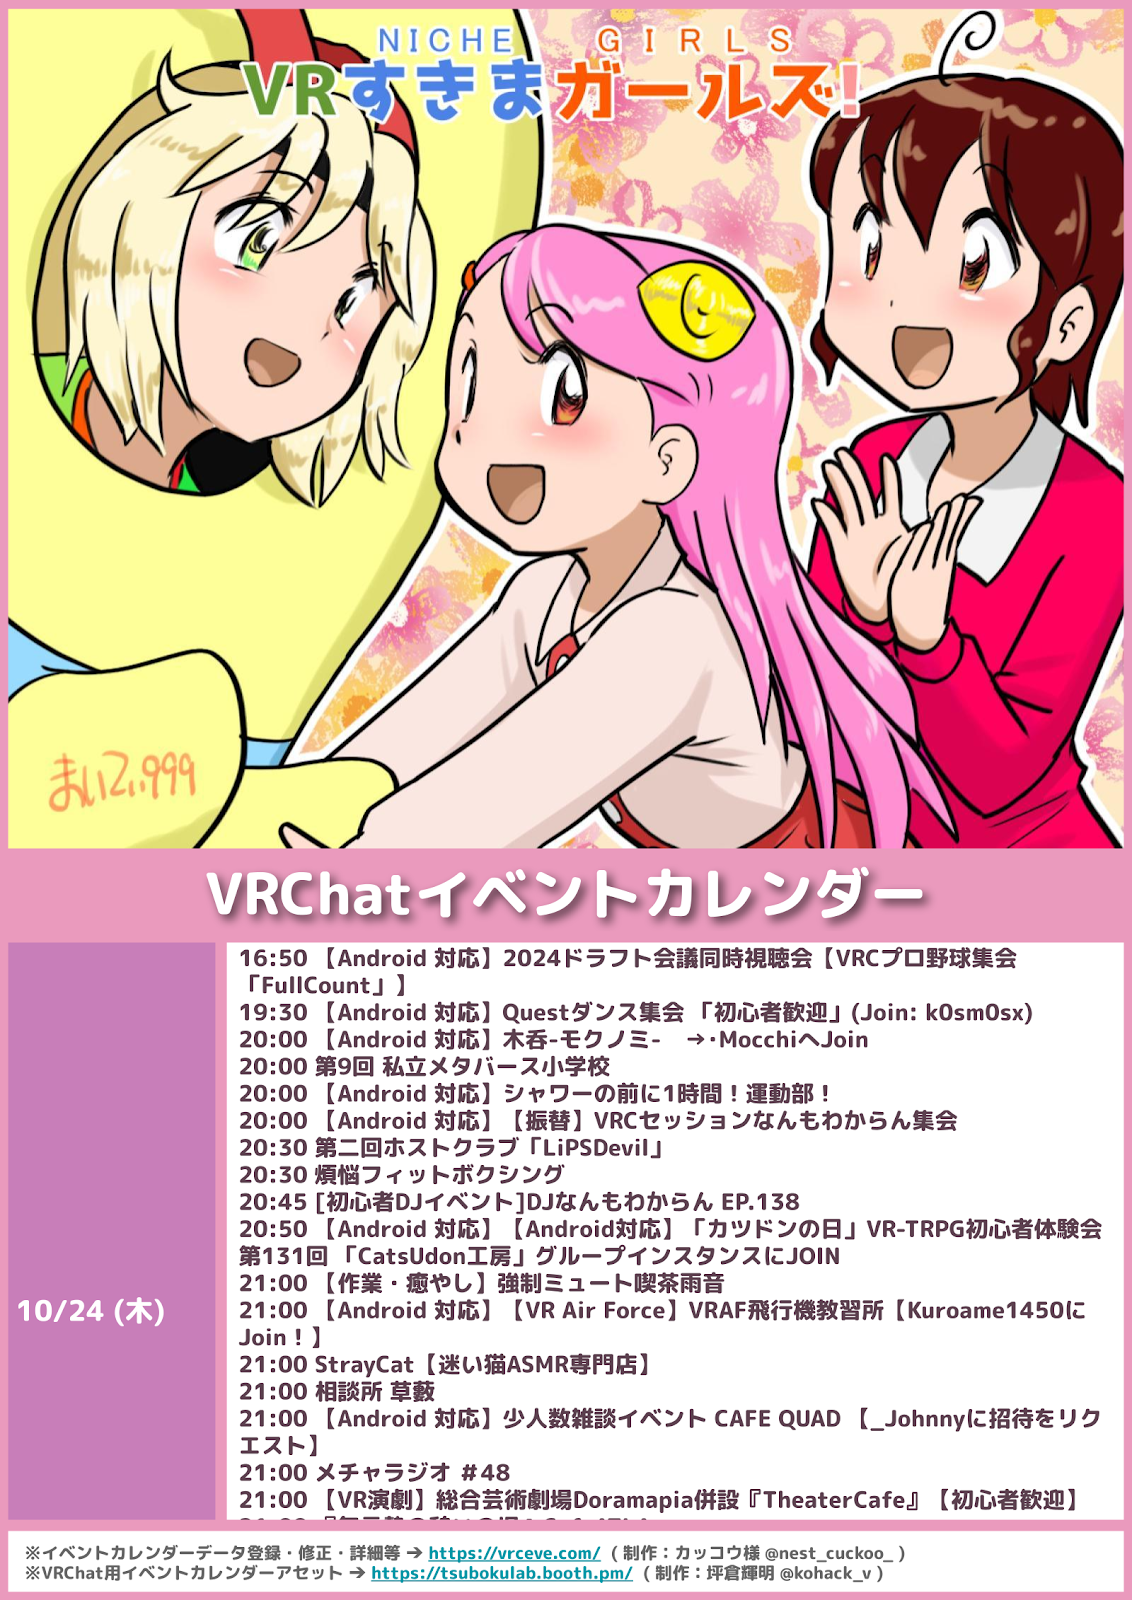 NICHE GIRLS
VRすきまガールズ!
まいてぃ999
VRChatイベントカレンダー
10/24 (木)
16:50 【Android 対応】2024ドラフト会議同時視聴会【VRCプロ野球集会
「FullCount」】
19:30 【Android 対応】Questダンス集会 「初心者歓迎」(Join: k0sm0sx)
20:00 【Android 対応】木呑-モクノミ-　→･MocchiへJoin
20:00 第9回 私立メタバース小学校
20:00 【Android 対応】シャワーの前に1時間！運動部！
20:00 【Android 対応】【振替】VRCセッションなんもわからん集会
20:30 第二回ホストクラブ「LiPSDevil」
20:30 煩悩フィットボクシング
20:45 [初心者DJイベント]DJなんもわからん EP.138
20:50 【Android 対応】【Android対応】「カツドンの日」VR-TRPG初心者体験会
第131回 「CatsUdon工房」グループインスタンスにJOIN
21:00 【作業・癒やし】強制ミュート喫茶雨音
21:00 【Android 対応】【VR Air Force】VRAF飛行機教習所【Kuroame1450に
Join！】
21:00 StrayCat【迷い猫ASMR専門店】
21:00 相談所 草藪
21:00 【Android 対応】少人数雑談イベント CAFE QUAD 【_Johnnyに招待をリク
エスト】
21:00 メチャラジオ ＃48
21:00 【VR演劇】総合芸術劇場Doramapia併設『TheaterCafe』【初心者歓迎】
※イベントカレンダーデータ登録・修正・詳細等 → https://vrceve.com/ （ 制作：カッコウ様 @nest_cuckoo_ ）
※VRChat用イベントカレンダーアセット → https://tsubokulab.booth.pm/ （ 制作：坪倉輝明 @kohack_v ）